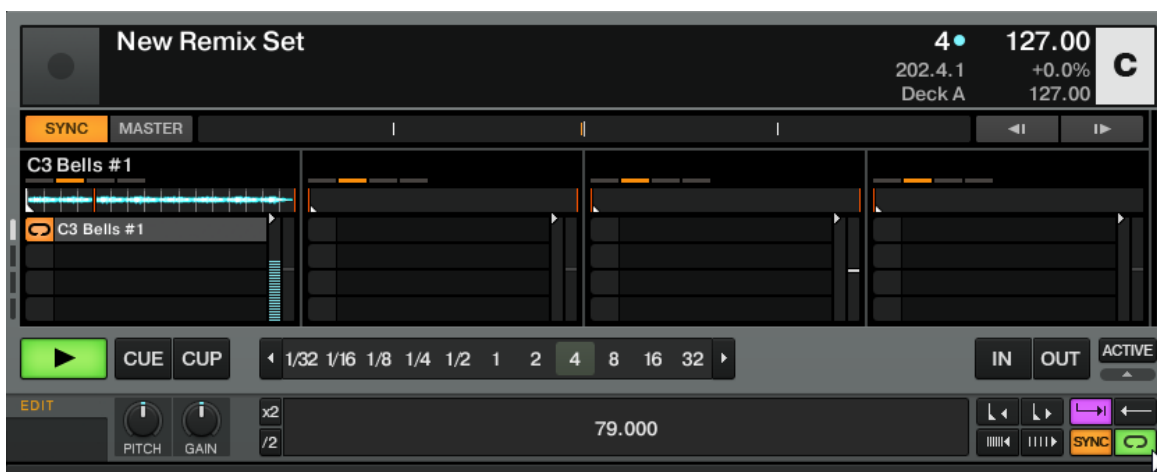 New Remix Set
4
127.00
202.4.1
+0.0%
Deck A
127.00
C
SYNC
MASTER
C3 Bells #1
C3 Bells #1
CUE
CUP
1/32 1/16 1/8 1/4 1/2 1 2 4 8 16 32
IN
OUT
ACTIVE
EDIT
PITCH
GAIN
x2
/2
79.000
SYNC